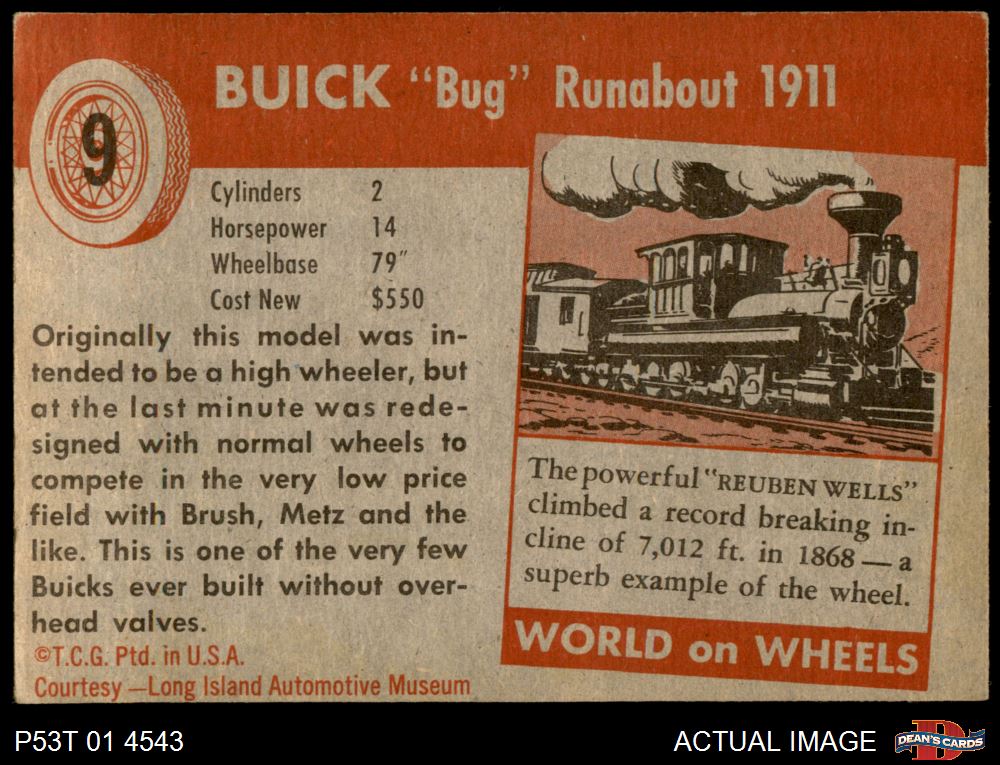 9
BUICK "Bug" Runabout 1911
Cylinders 2
Horsepower 14
Wheelbase 79"
Cost New $550
Originally this model was in-
tended to be a high wheeler, but
at the last minute was rede-
signed with normal wheels to
compete in the very low price
field with Brush, Metz and the
like. This is one of the very few
Buicks ever built without over-
head valves.
©T.C.G. Ptd. in U.S.A.
Courtesy —Long Island Automotive Museum
The powerful "REUBEN WELLS"
climbed a record breaking in-
cline of 7,012 ft. in 1868 — a
superb example of the wheel.
WORLD on WHEELS
P53T 01 4543
ACTUAL IMAGE
DEAN'S CARDS